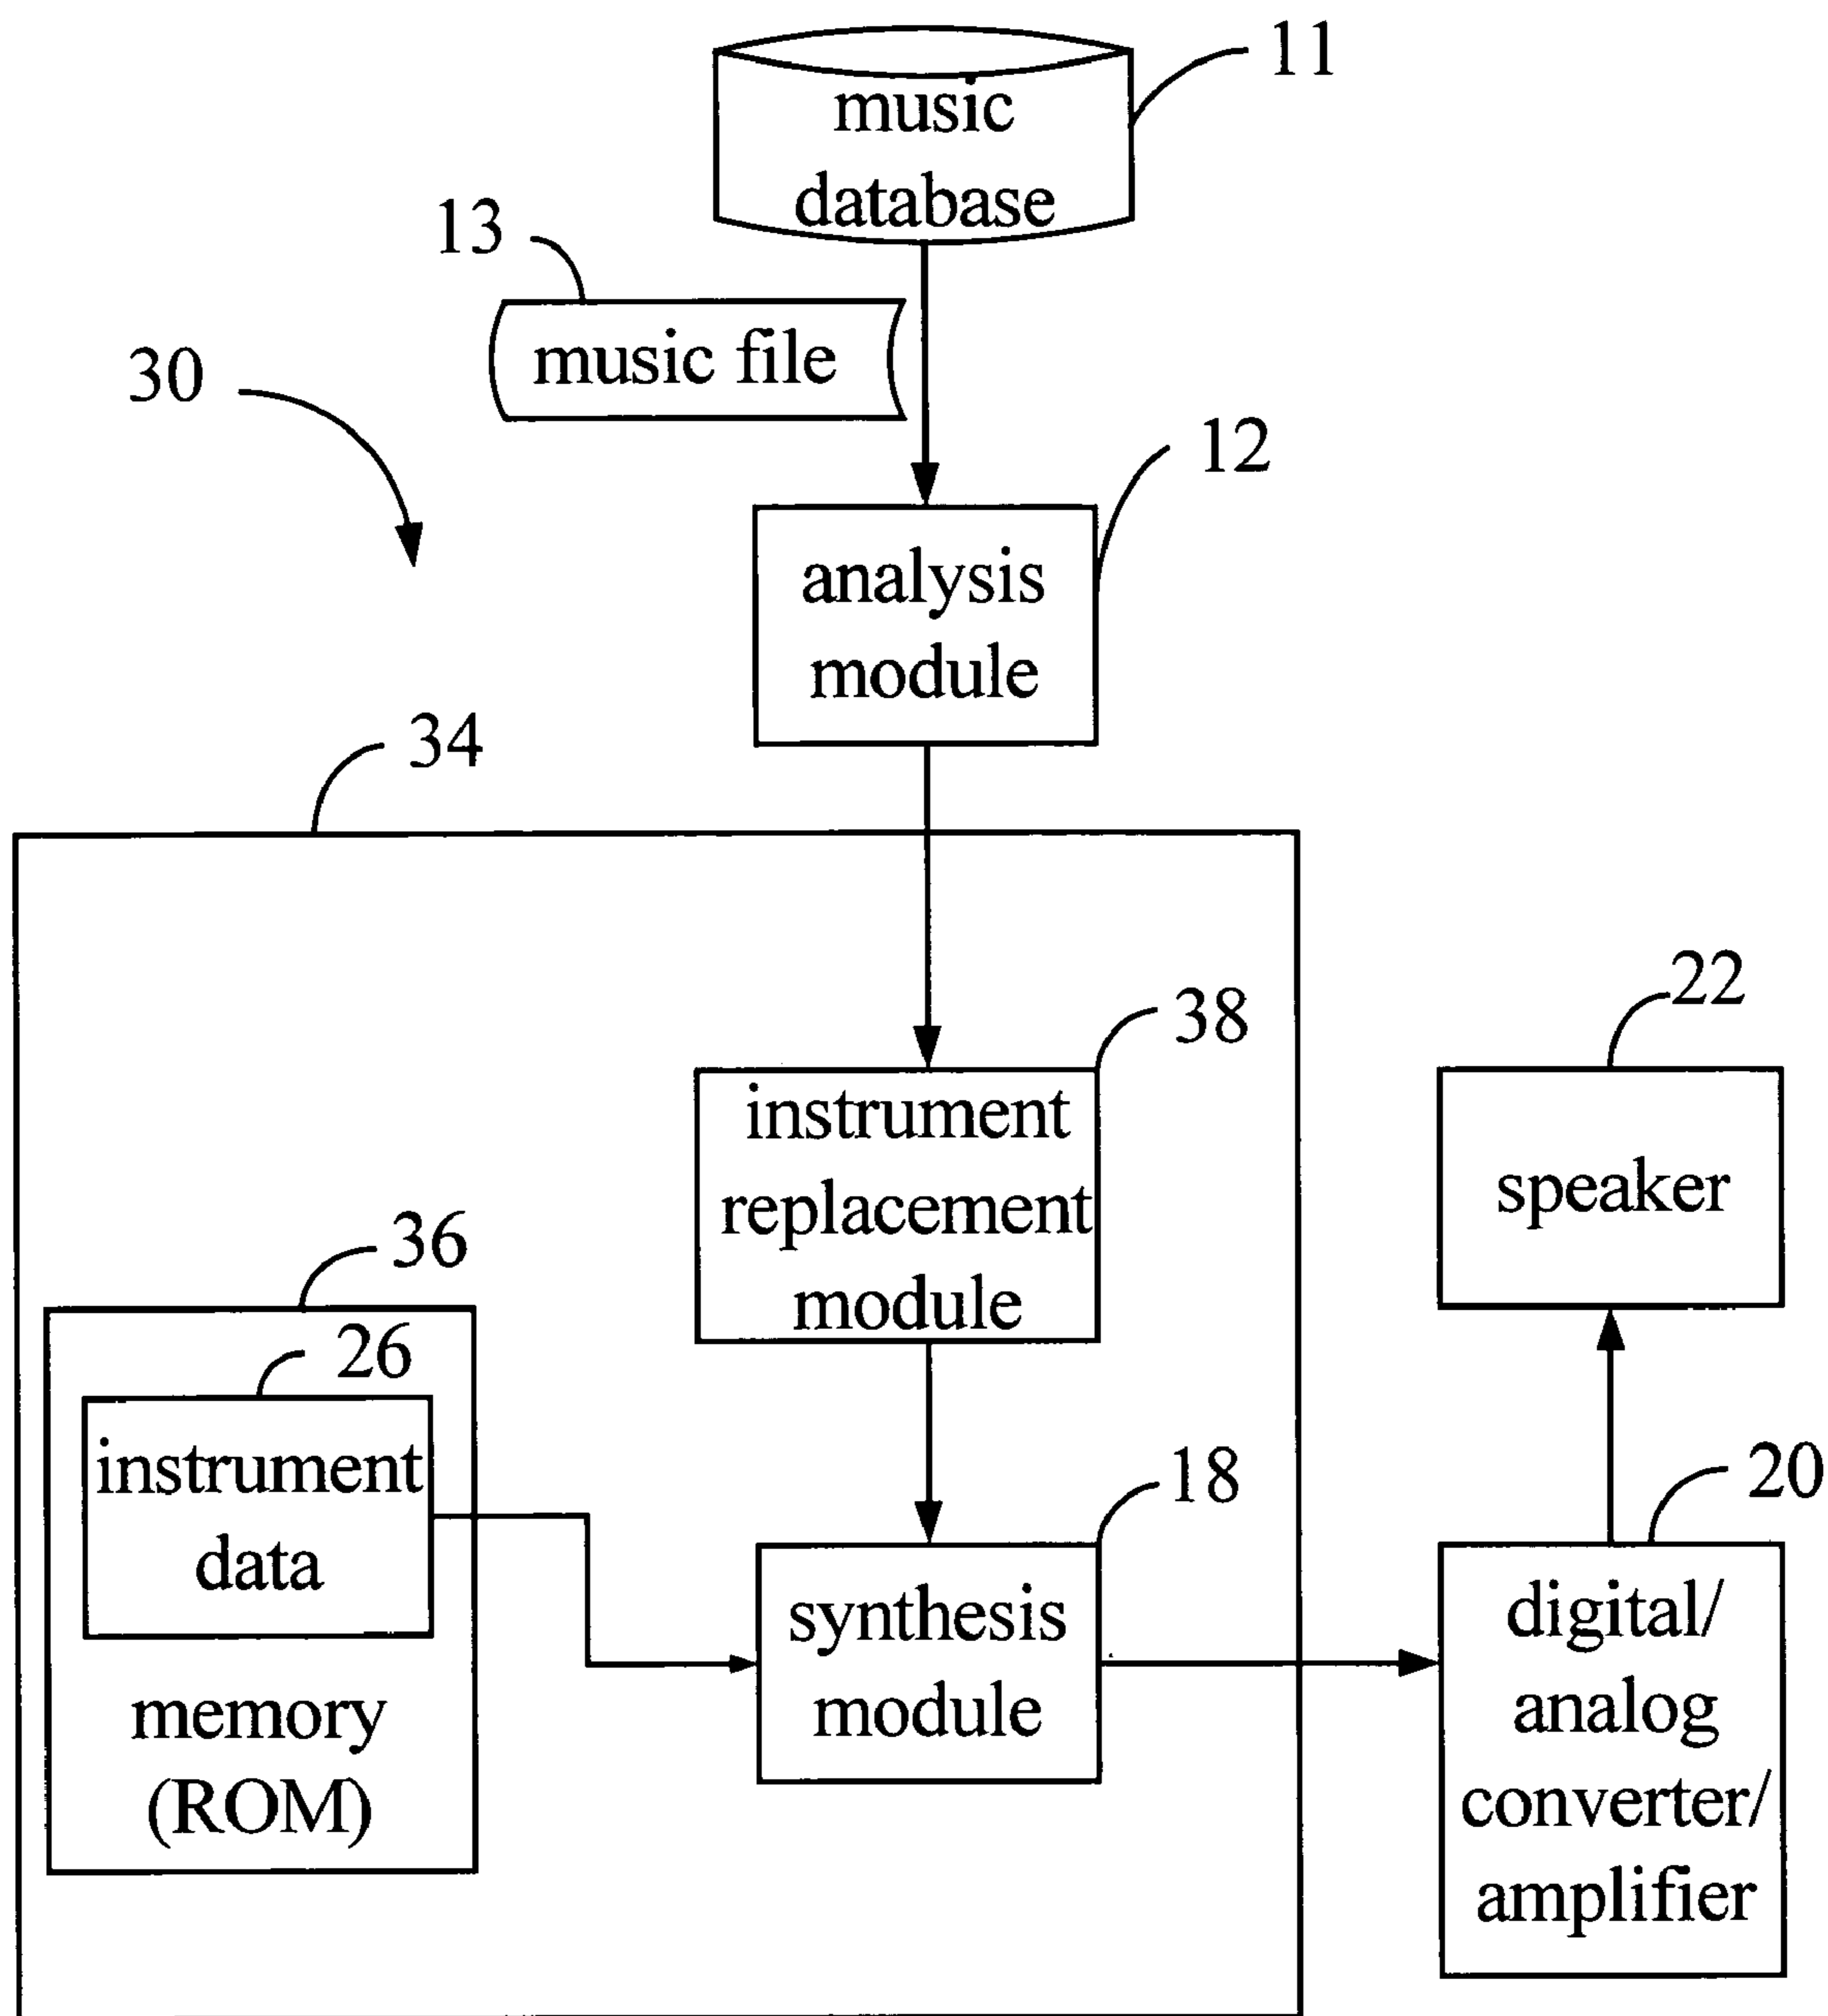 11
music
database
13
music file
30
12
analysis
module
34
38
instrument
replacement
module
22
speaker
36
26
instrument
data
memory
(ROM)
18
synthesis
module
20
digital/
analog
converter/
amplifier